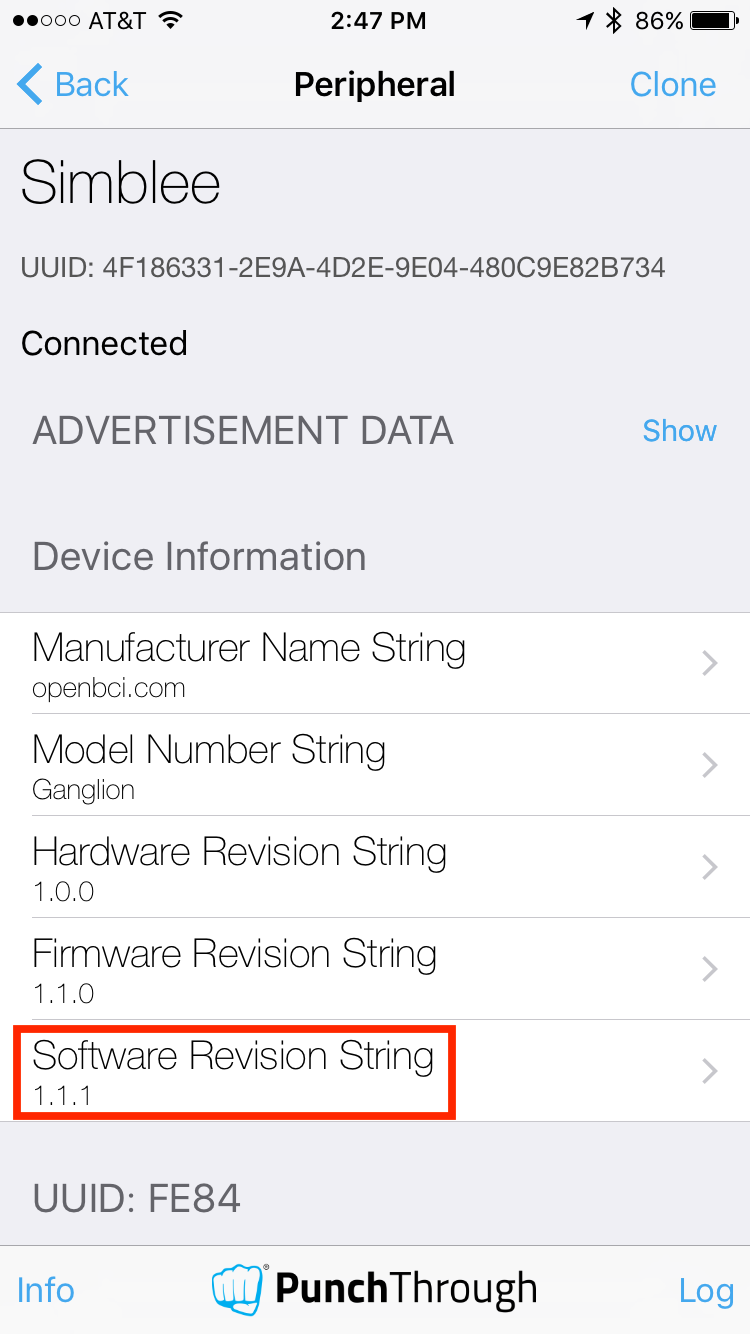 AT&T 2:47 PM 86%
Back Peripheral Clone
Simblee
UUID: 4F186331-2E9A-4D2E-9E04-480C9E82B734
Connected
ADVERTISEMENT DATA Show
Device Information
Manufacturer Name String
openbci.com
Model Number String
Ganglion
Hardware Revision String
1.0.0
Firmware Revision String
1.1.0
Software Revision String
1.1.1
UUID: FE84
Info PunchThrough® Log